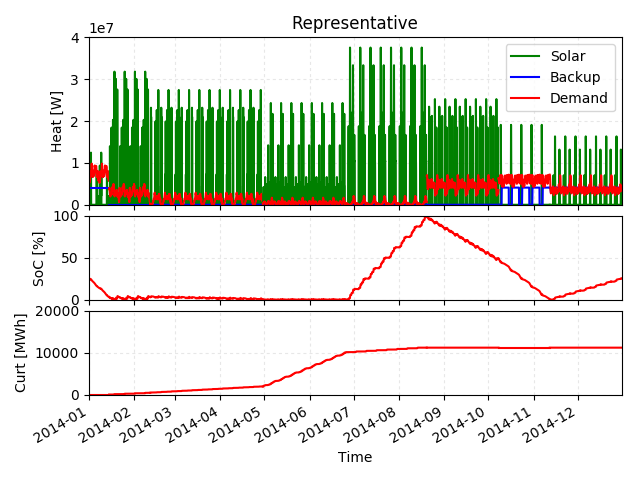 Representative
1e7
4
3
2
1
0
Heat [W]
Solar
Backup
Demand
100
50
0
SoC [%]
20000
10000
0
Curt [MWh]
2014-01
2014-02
2014-03
2014-04
2014-05
2014-06
2014-07
2014-08
2014-09
2014-10
2014-11
2014-12
Time